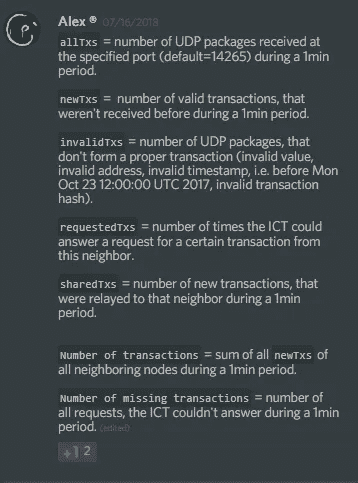 Alex ® 07/16/2019
allTxs = number of UDP packages received at
the specified port (default=14265) during a 1min
period.
newTxs = number of valid transactions, that
weren't received before during a 1min period.
invalidTxs = number of UDP packages, that
don't form a proper transaction (invalid value,
invalid address, invalid timestamp, i.e. before Mon
Oct 23 12:00:00 UTC 2017, invalid transaction
hash).
requestedTxs = number of times the ICT could
answer a request for a certain transaction from
this neighbor.
sharedTxs = number of new transactions, that
were relayed to that neighbor during a 1min
period.
Number of transactions = sum of all newTxs of
all neighboring nodes during a 1min period.
Number of missing transactions = number of
all requests, the ICT couldn't answer during a 1min
period. (edited)
+1 2